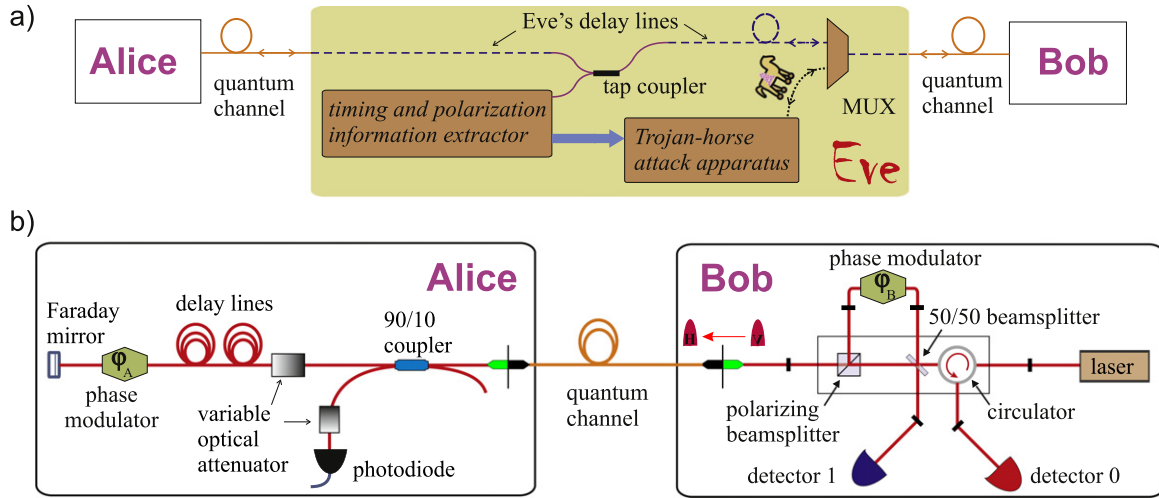 a)
Eve's delay lines
Alice
Bob
quantum
channel
tap coupler
MUX
quantum
channel
timing and polarization
information extractor
Trojan-horse
attack apparatus
Eve
b)
Alice
Faraday
mirror
delay lines
90/10
coupler
φA
phase
modulator
variable
optical
attenuator
photodiode
quantum
channel
Bob
phase modulator
φB
H
V
50/50 beamsplitter
laser
polarizing
beamsplitter
circulator
detector 1
detector 0